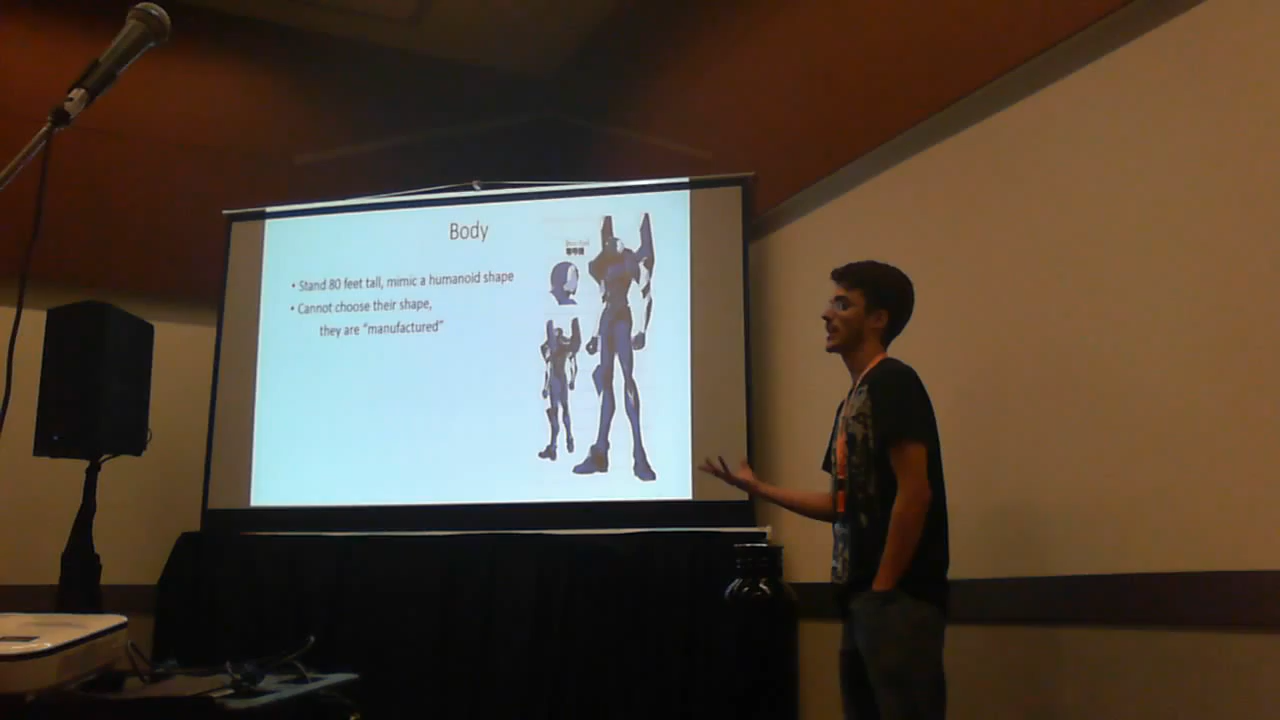 Body
• Stand 80 feet tall, mimic a humanoid shape
• Cannot choose their shape,
they are “manufactured”